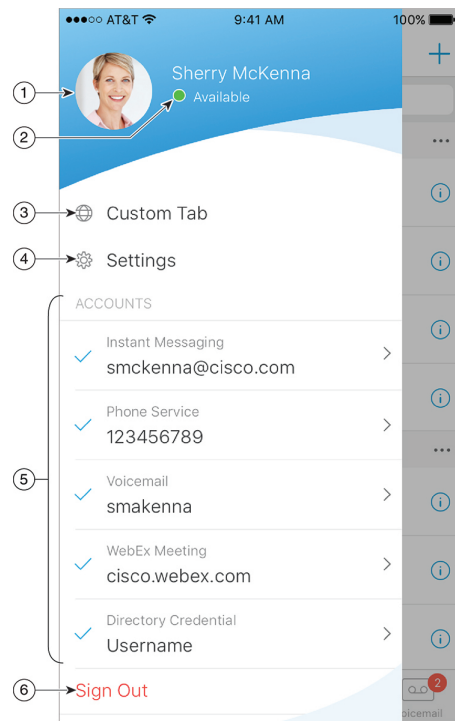 AT&T 9:41 AM 100%
Sherry McKenna
1
Available
2
3 Custom Tab
4 Settings
ACCOUNTS
Instant Messaging
smckenna@cisco.com
Phone Service
123456789
5
Voicemail
smakenna
WebEx Meeting
cisco.webex.com
Directory Credential
Username
6 Sign Out
2
oicemail